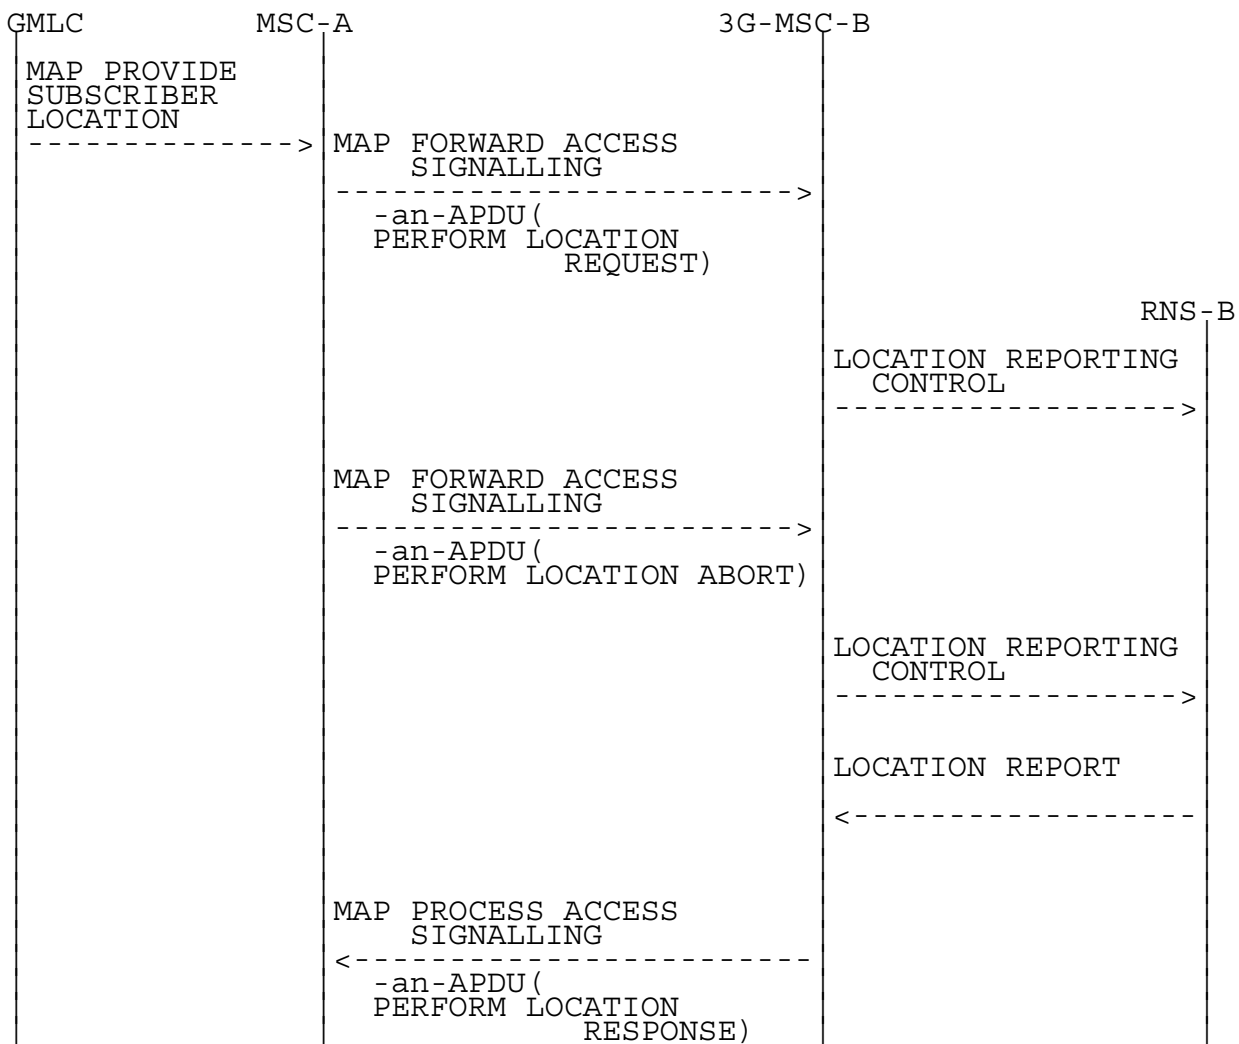 GMLC MSC-A 3G-MSC-B
MAP PROVIDE
SUBSCRIBER
LOCATION
MAP FORWARD ACCESS
SIGNALLING
-an-APDU(
PERFORM LOCATION
REQUEST)
RNS-B
LOCATION REPORTING
CONTROL
MAP FORWARD ACCESS
SIGNALLING
-an-APDU(
PERFORM LOCATION ABORT)
LOCATION REPORTING
CONTROL
LOCATION REPORT
MAP PROCESS ACCESS
SIGNALLING
-an-APDU(
PERFORM LOCATION
RESPONSE)